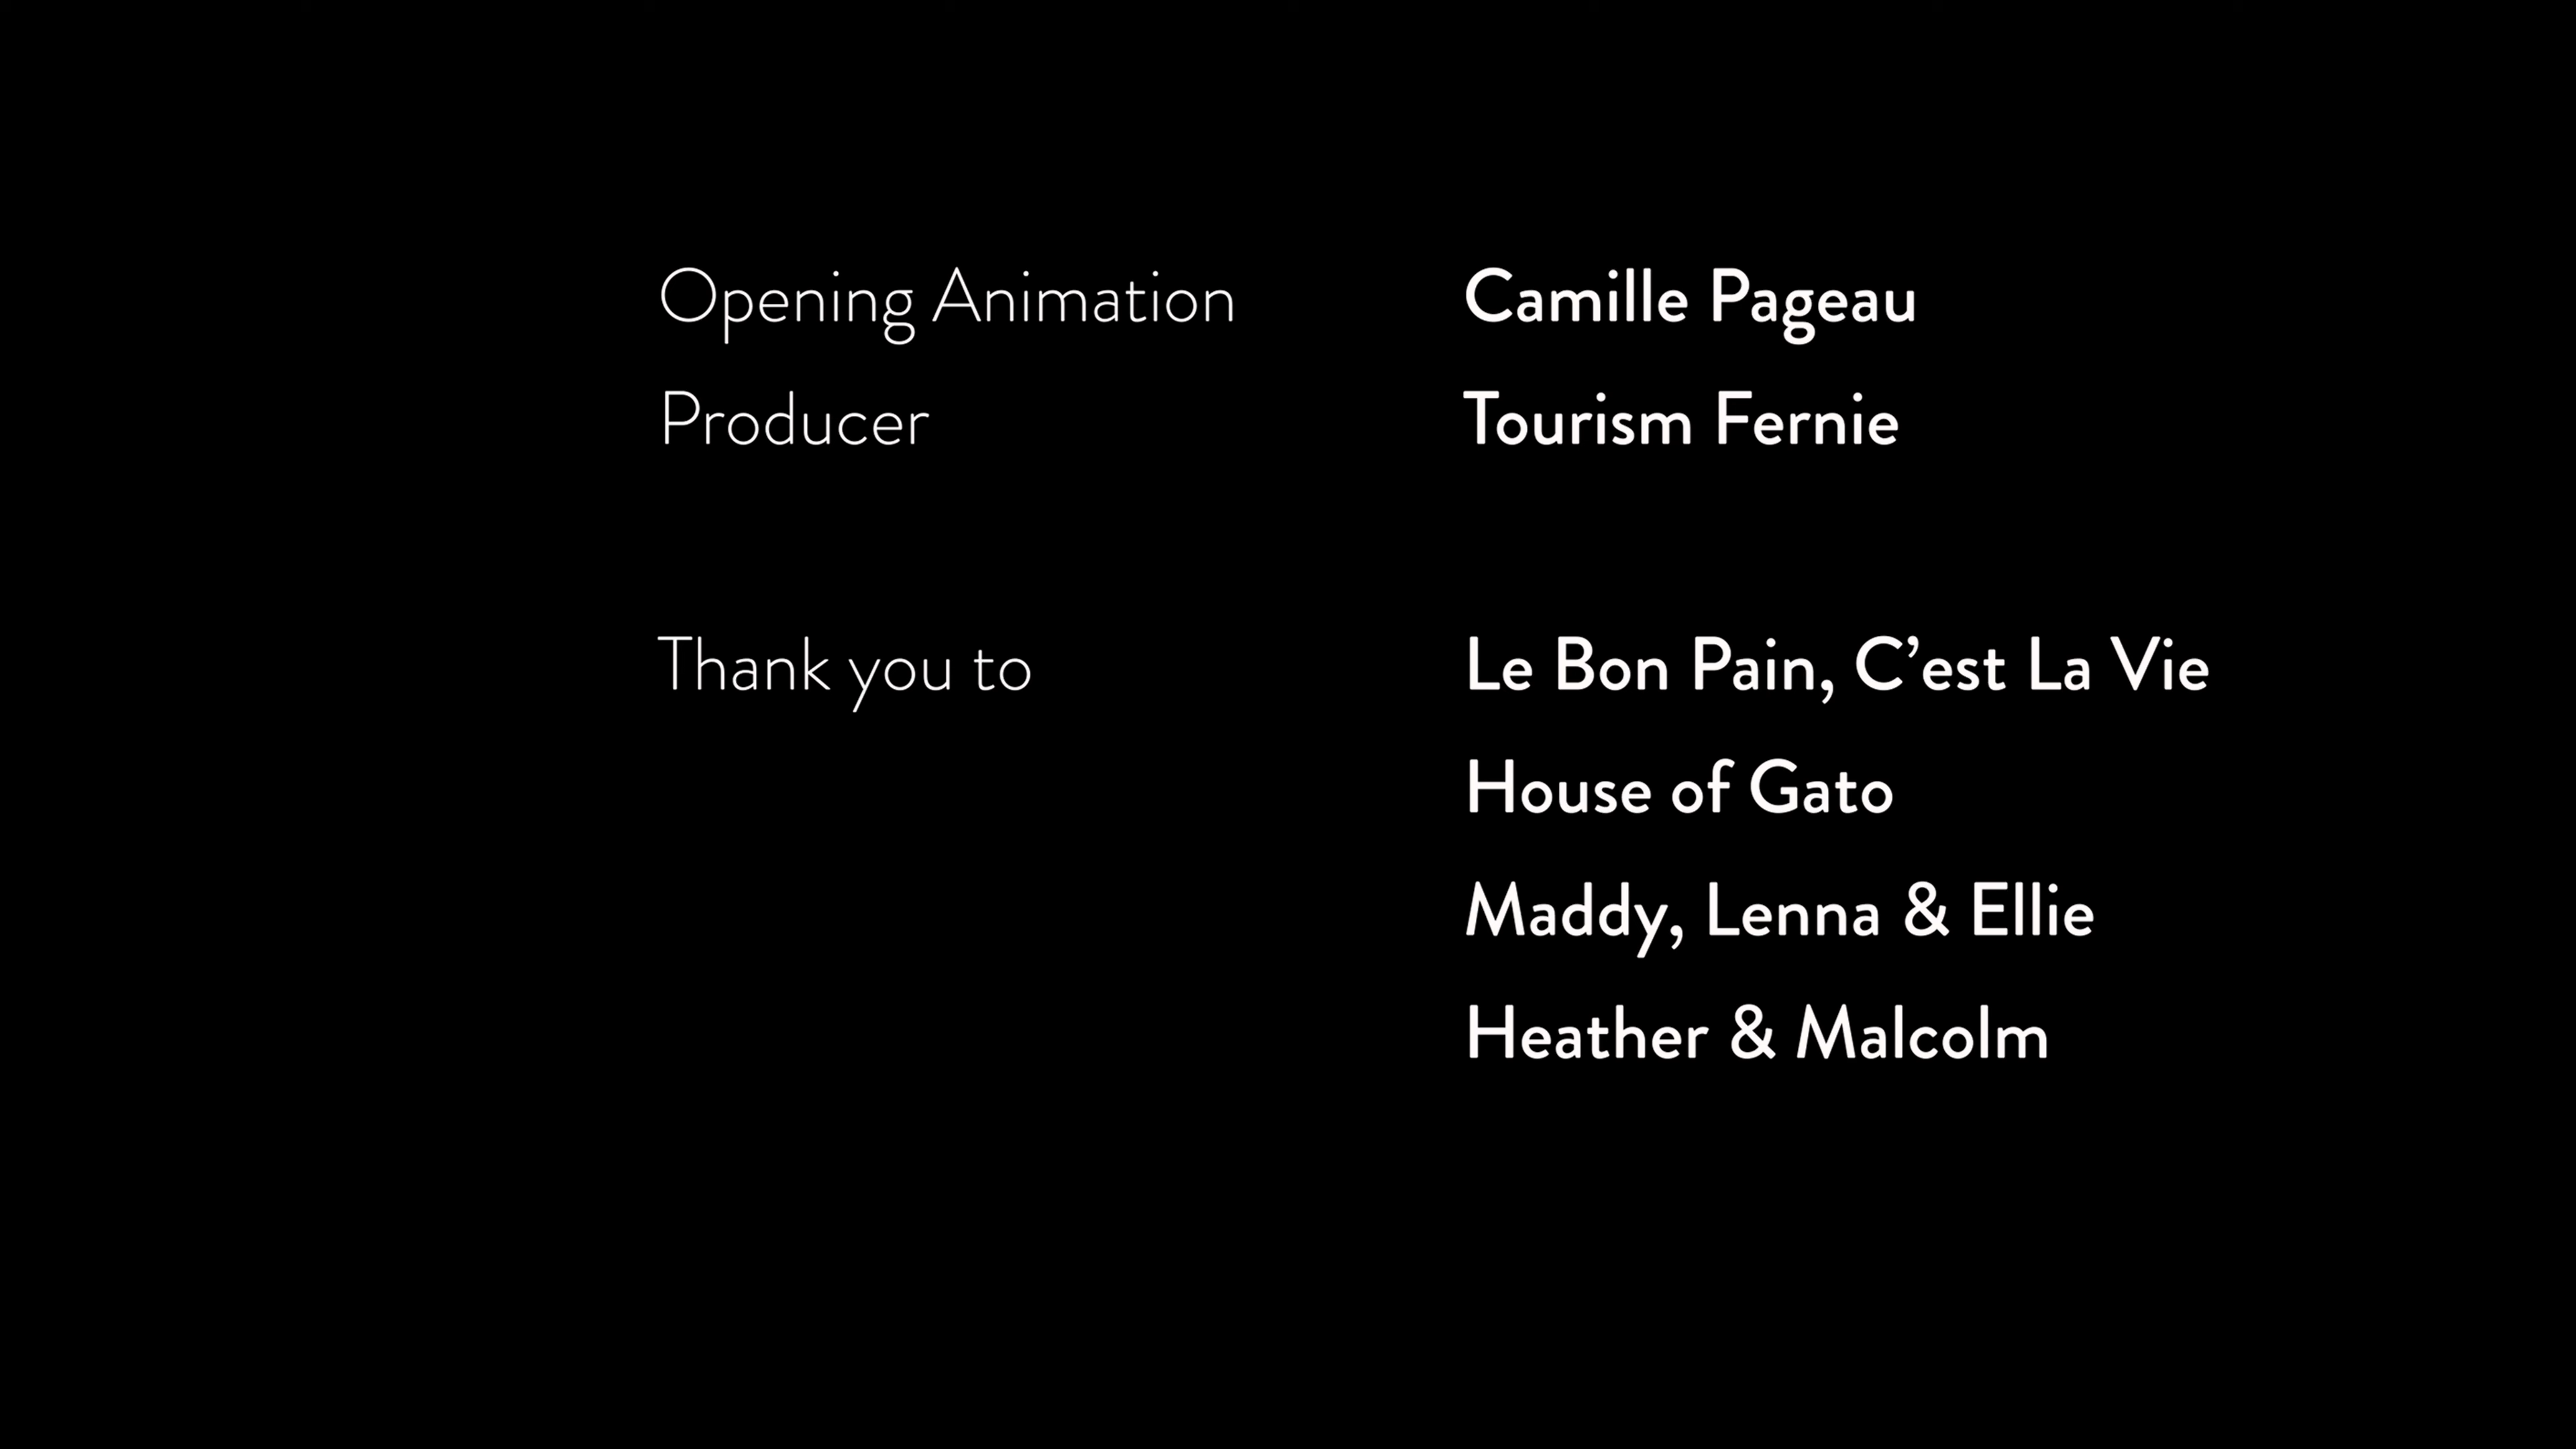 Opening Animation Camille Pageau
Producer Tourism Fernie
Thank you to Le Bon Pain, C’est La Vie
House of Gato
Maddy, Lenna & Ellie
Heather & Malcolm